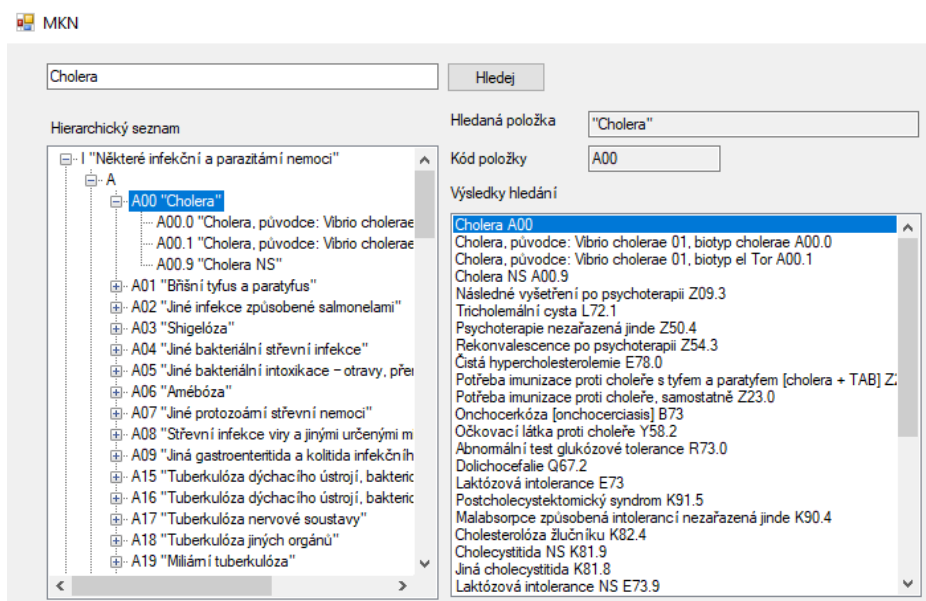 MKN
Cholera
Hledej
Hierarchický seznam
I "Některé infekční a parazitární nemoci"
A
A00 "Cholera"
A00.0 "Cholera, původce: Vibrio cholerae
A00.1 "Cholera, původce: Vibrio cholerae
A00.9 "Cholera NS"
A01 "Břišní tyfus a paratyfus"
A02 "Jiné infekce způsobené salmonelami"
A03 "Shigelóza"
A04 "Jiné bakteriální střevní infekce"
A05 "Jiné bakteriální intoxikace – otravy, přer
A06 "Amébóza"
A07 "Jiné protozoární střevní nemoci"
A08 "Střevní infekce viry a jinými určenými m
A09 "Jiná gastroenteritida a kolitida infekčníh
A15 "Tuberkulóza dýchacího ústrojí, bakteric
A16 "Tuberkulóza dýchacího ústrojí, bakteric
A17 "Tuberkulóza nervové soustavy"
A18 "Tuberkulóza jiných orgánů"
A19 "Miliární tuberkulóza"
Hledaná položka
"Cholera"
Kód položky
A00
Výsledky hledání
Cholera A00
Cholera, původce: Vibrio cholerae 01, biotyp cholerae A00.0
Cholera, původce: Vibrio cholerae 01, biotyp el Tor A00.1
Cholera NS A00.9
Následné vyšetření po psychoterapii Z09.3
Tricholemální cysta L72.1
Psychoterapie nezařazená jinde Z50.4
Rekonvalescence po psychoterapii Z54.3
Čistá hypercholesterolemie E78.0
Potřeba imunizace proti choleře s tyfem a paratyfem [cholera + TAB] Z2
Potřeba imunizace proti choleře, samostatně Z23.0
Onchocerkóza [onchocerciasis] B73
Očkovací látka proti choleře Y58.2
Abnormální test glukózové tolerance R73.0
Dolichocefalie Q67.2
Laktózová intolerance E73
Postcholecystektomický syndrom K91.5
Malabsorpce způsobená intolerancí nezařazená jinde K90.4
Cholesterolóza žlučníku K82.4
Cholecystitida NS K81.9
Jiná cholecystitida K81.8
Laktózová intolerance NS E73.9